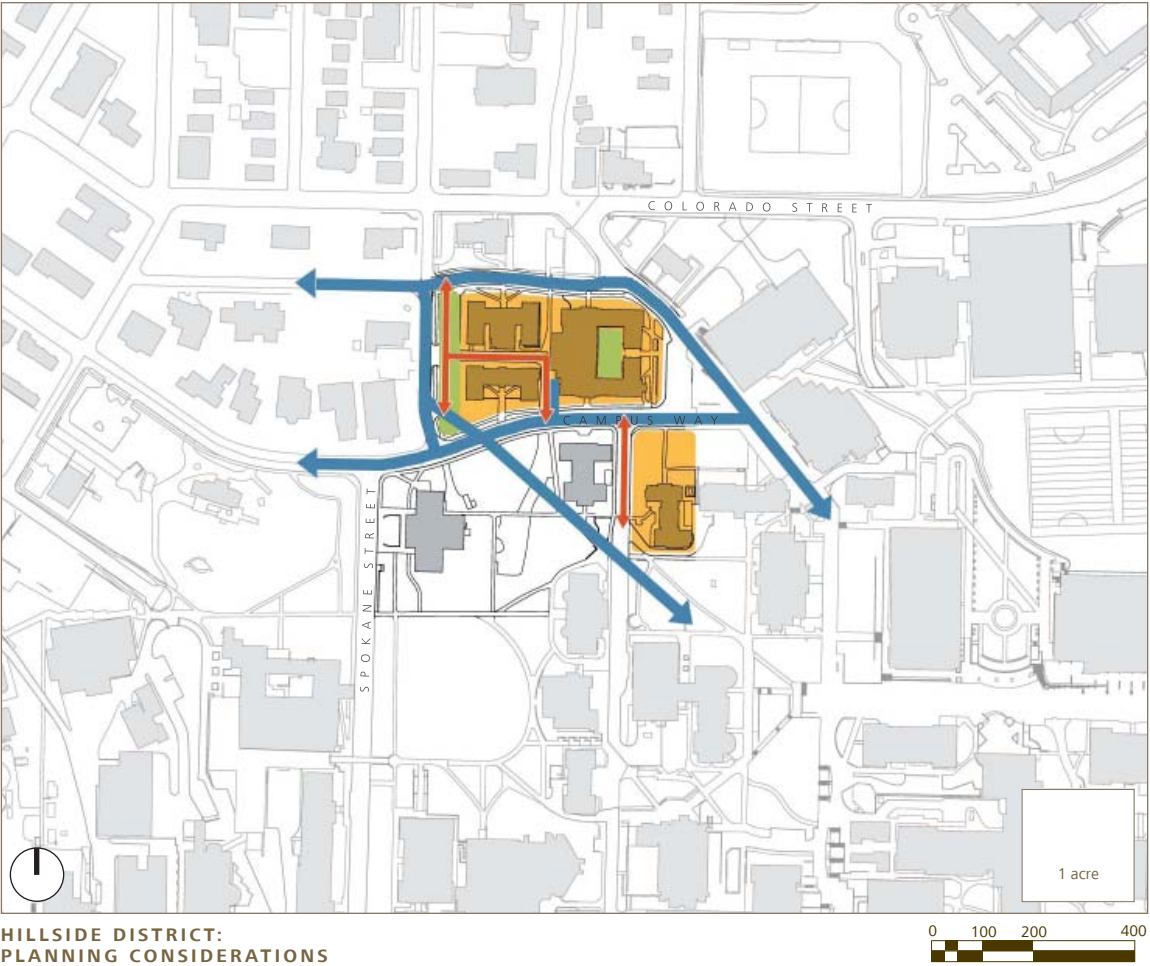 COLORADO STREET
CAMPUS WAY
SPOKANE STREET
1 acre
HILLSIDE DISTRICT:
PLANNING CONSIDERATIONS
0 100 200 400